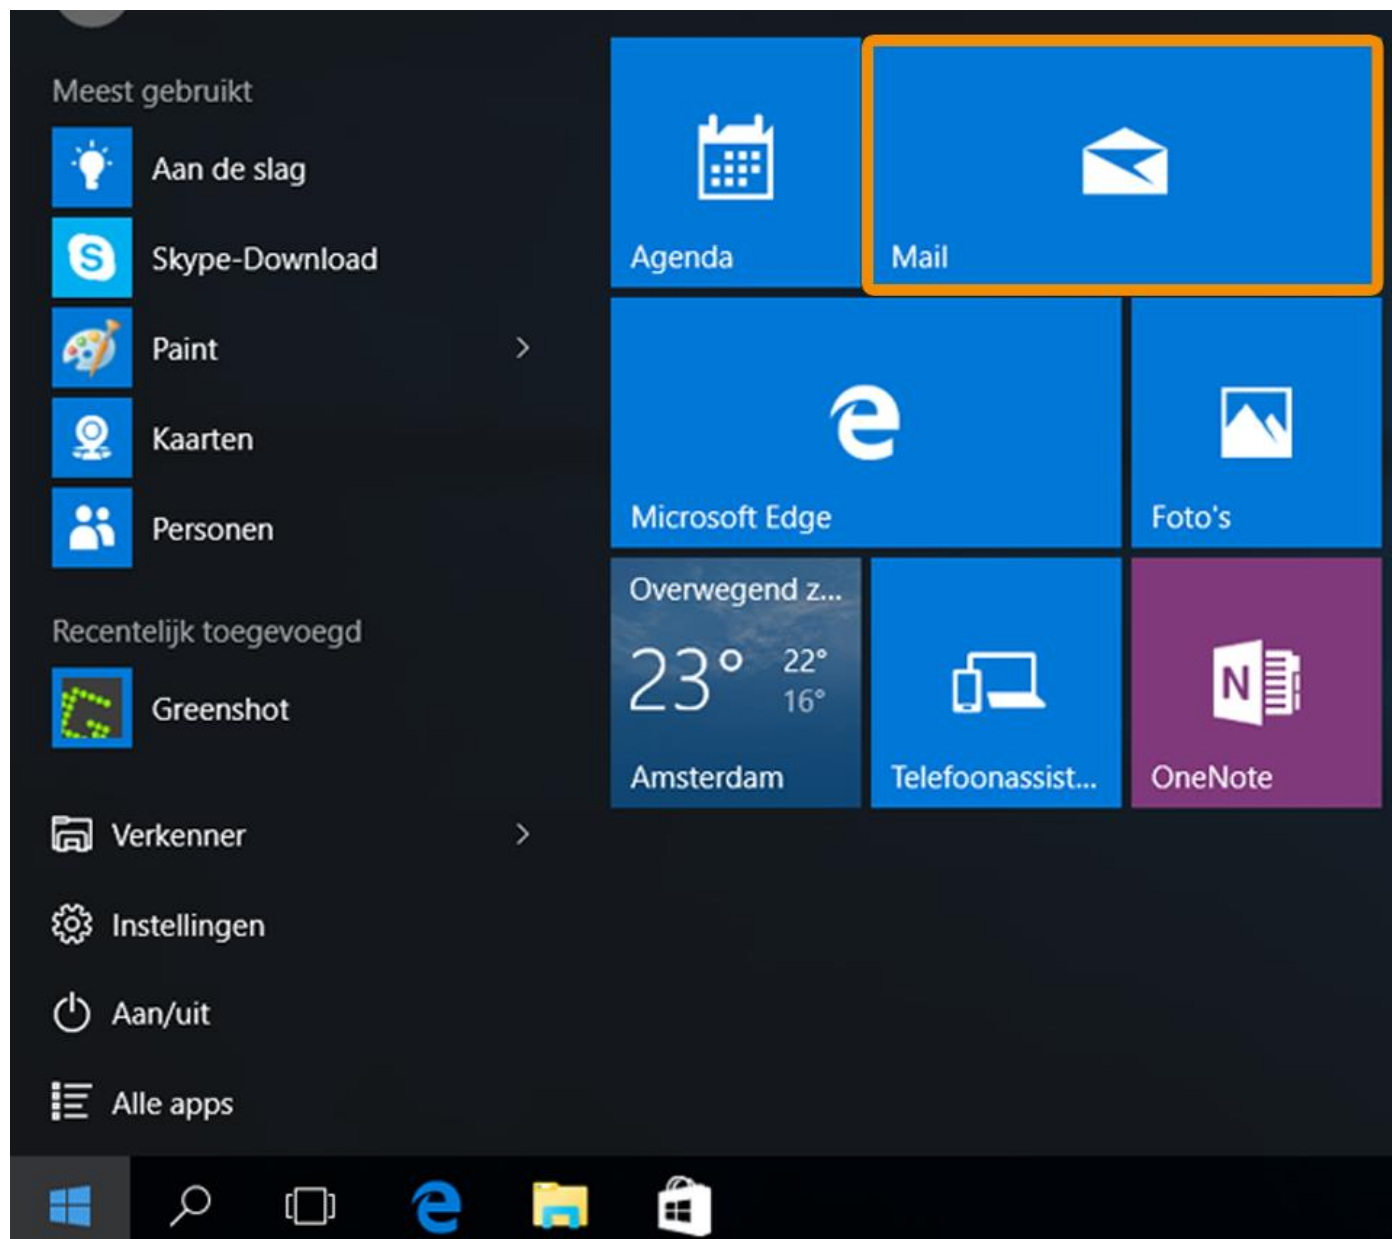 Meest gebruikt
Aan de slag
Skype-Download
Paint
Kaarten
Personen
Recentelijk toegevoegd
Greenshot
Verkenner
Instellingen
Aan/uit
Alle apps
Agenda
Mail
Microsoft Edge
Foto's
Overwegend z...
23° 22°
16°
Amsterdam
Telefoonassist...
OneNote